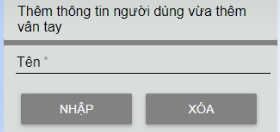 Thêm thông tin người dùng vừa thêm
vân tay
Tên *
NHẬP XÓA